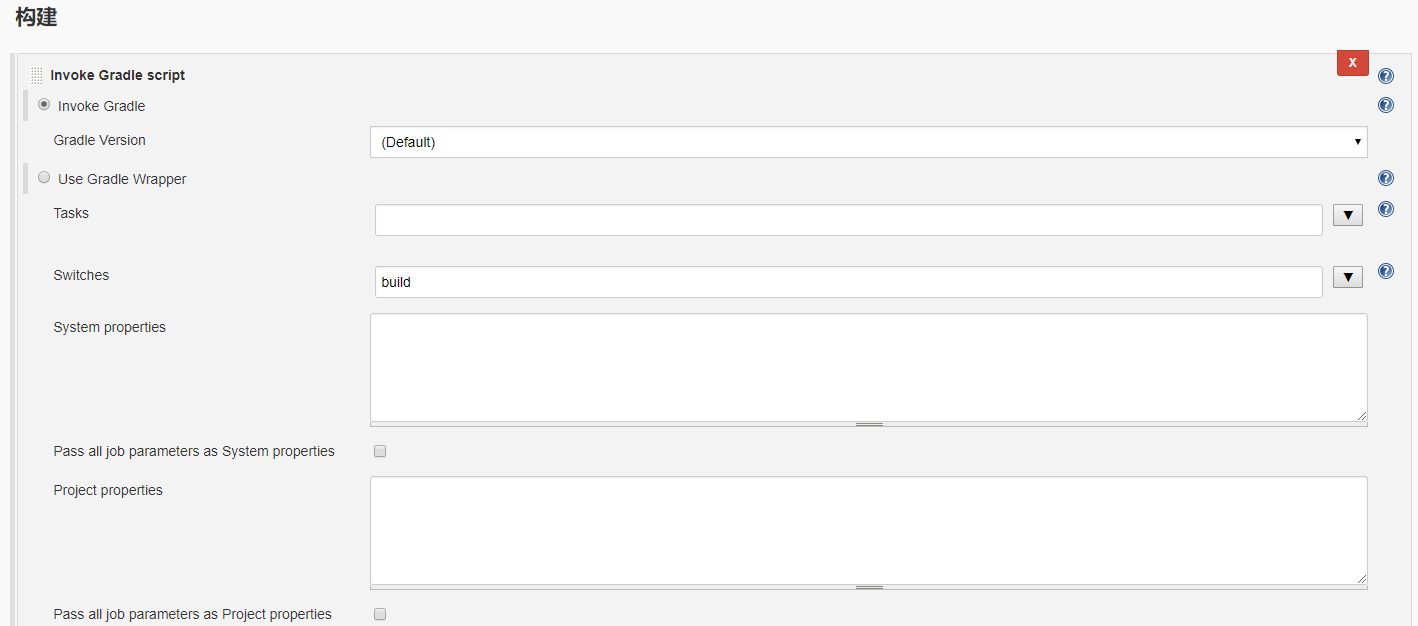 构建
Invoke Gradle script
X
Invoke Gradle
Gradle Version
(Default)
Use Gradle Wrapper
Tasks
Switches
build
System properties
Pass all job parameters as System properties
Project properties
Pass all job parameters as Project properties